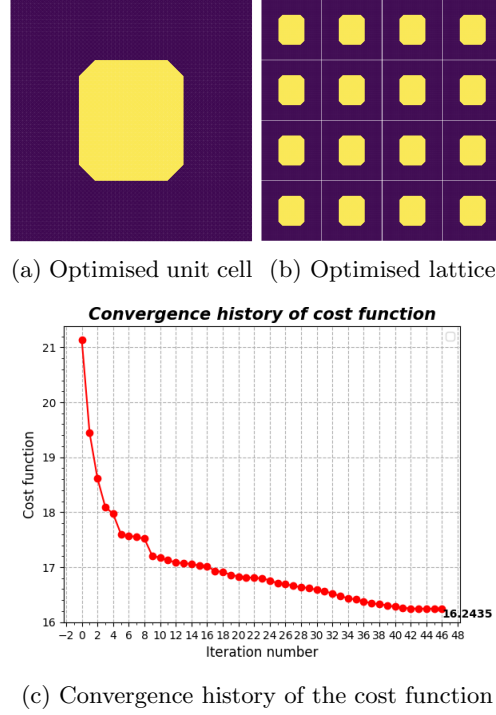 (a) Optimised unit cell
(b) Optimised lattice
Convergence history of cost function
Cost function
21
20
19
18
17
16
16.2435
−2 0 2 4 6 8 10 12 14 16 18 20 22 24 26 28 30 32 34 36 38 40 42 44 46 48
Iteration number
(c) Convergence history of the cost function